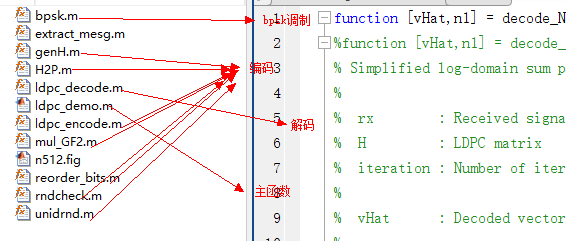 bpsk.m
extract_mesg.m
genH.m
H2P.m
ldpc_decode.m
ldpc_demo.m
ldpc_encode.m
mul_GF2.m
n512.fig
reorder_bits.m
rndcheck.m
unidrnd.m
bpsk调制
编码
解码
主函数
1 function [vHat,n1] = decode_N
2 %function [vHat,n1] = decode_
3 % Simplified log-domain sum p
4 %
5 % rx : Received signa
6 % H : LDPC matrix
7 % iteration : Number of iter
8 %
9 % vHat : Decoded vector
10 %